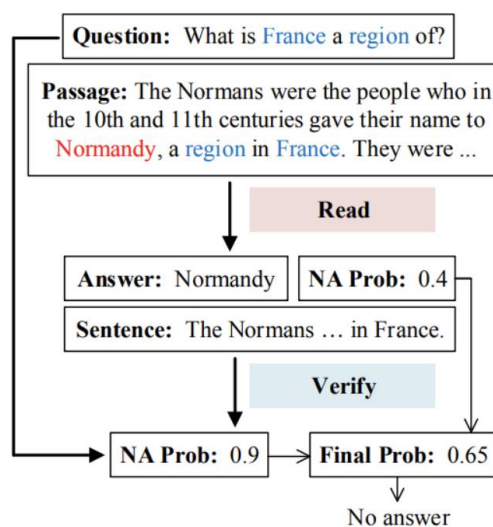 Question: What is France a region of?
Passage: The Normans were the people who in
the 10th and 11th centuries gave their name to
Normandy, a region in France. They were ...
Read
Answer: Normandy
NA Prob: 0.4
Sentence: The Normans … in France.
Verify
NA Prob: 0.9
Final Prob: 0.65
No answer